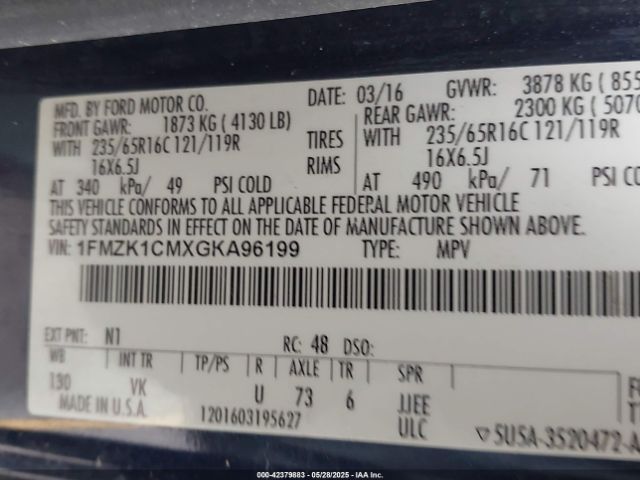 MFD. BY FORD MOTOR CO.
DATE: 03/16 GVWR: 3878 KG ( 855
FRONT GAWR: 1873 KG ( 4130 LB)
REAR GAWR: 2300 KG ( 5070
WITH 235/65R16C 121/119R TIRES WITH 235/65R16C 121/119R
16X6.5J RIMS 16X6.5J
AT 340 kPa/ 49 PSI COLD AT 490 kPa/ 71 PSI CO
THIS VEHICLE CONFORMS TO ALL APPLICABLE FEDERAL MOTOR VEHICLE
SAFETY STANDARDS IN EFFECT ON THE DATE OF MANUFACTURE SHOWN ABOVE.
VIN: 1FMZK1CMXGKA96199 TYPE: MPV
EXT PNT: N1 RC: 48 DSO:
WB INT TR TP/PS R AXLE TR SPR
130 VK U 73 6 JJEE
MADE IN U.S.A. 1201603195627 ULC
5U5A-3520472-A
000-42379883 - 05/28/2025 - IAA Inc.